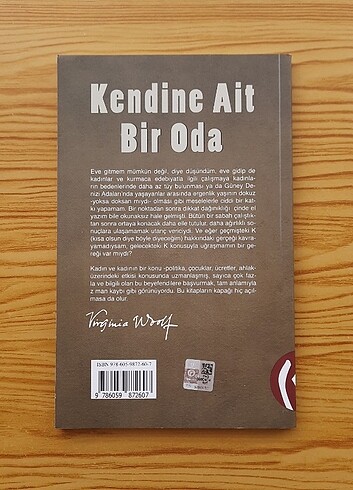 Kendine Ait
Bir Oda
Eve gitmem mümkün değil, diye düşündüm, eve gidip de
kadınlar ve kurmaca edebiyatla ilgili çalışmaya kadınla-
rın bedenlerinde daha az tüy bulunması ya da Güney De-
nizi Adaları'nda yaşayanlar arasında ergenlik yaşının dokuz
-yoksa doksan mıydı- olması gibi meselelerle ciddi bir kat-
kı yapamam. Bir noktadan sonra dikkat dağınıklığı içinde el
yazım bile okunaksız hale gelmişti. Bütün bir sabah çalıştık-
tan sonra ortaya konacak daha elle tutulur, daha ağırlıklı so-
nuçlara ulaşamamak utanç vericiydi. Ve eğer geçmişteki K
(kısa olsun diye böyle diyeceğim) hakkındaki gerçeği kavra-
yamadıysam, gelecekteki K konusuyla uğraşmamın bir ge-
reği var mıydı?
Kadın ve kadının bir konu -politika, çocuklar, ücretler, ahlak-
üzerindeki etkisi konusunda uzmanlaşmış, sayıca çok faz-
la ve bilgili olan bu beyefendilere başvurmak, tam anlamıyla
z man kaybı gibi görünüyordu. Bu kitapların kapağı hiç açıl-
masa da olur.
Virginia Woolf
ISBN 978-605-9872-60-7
9 786059 872607